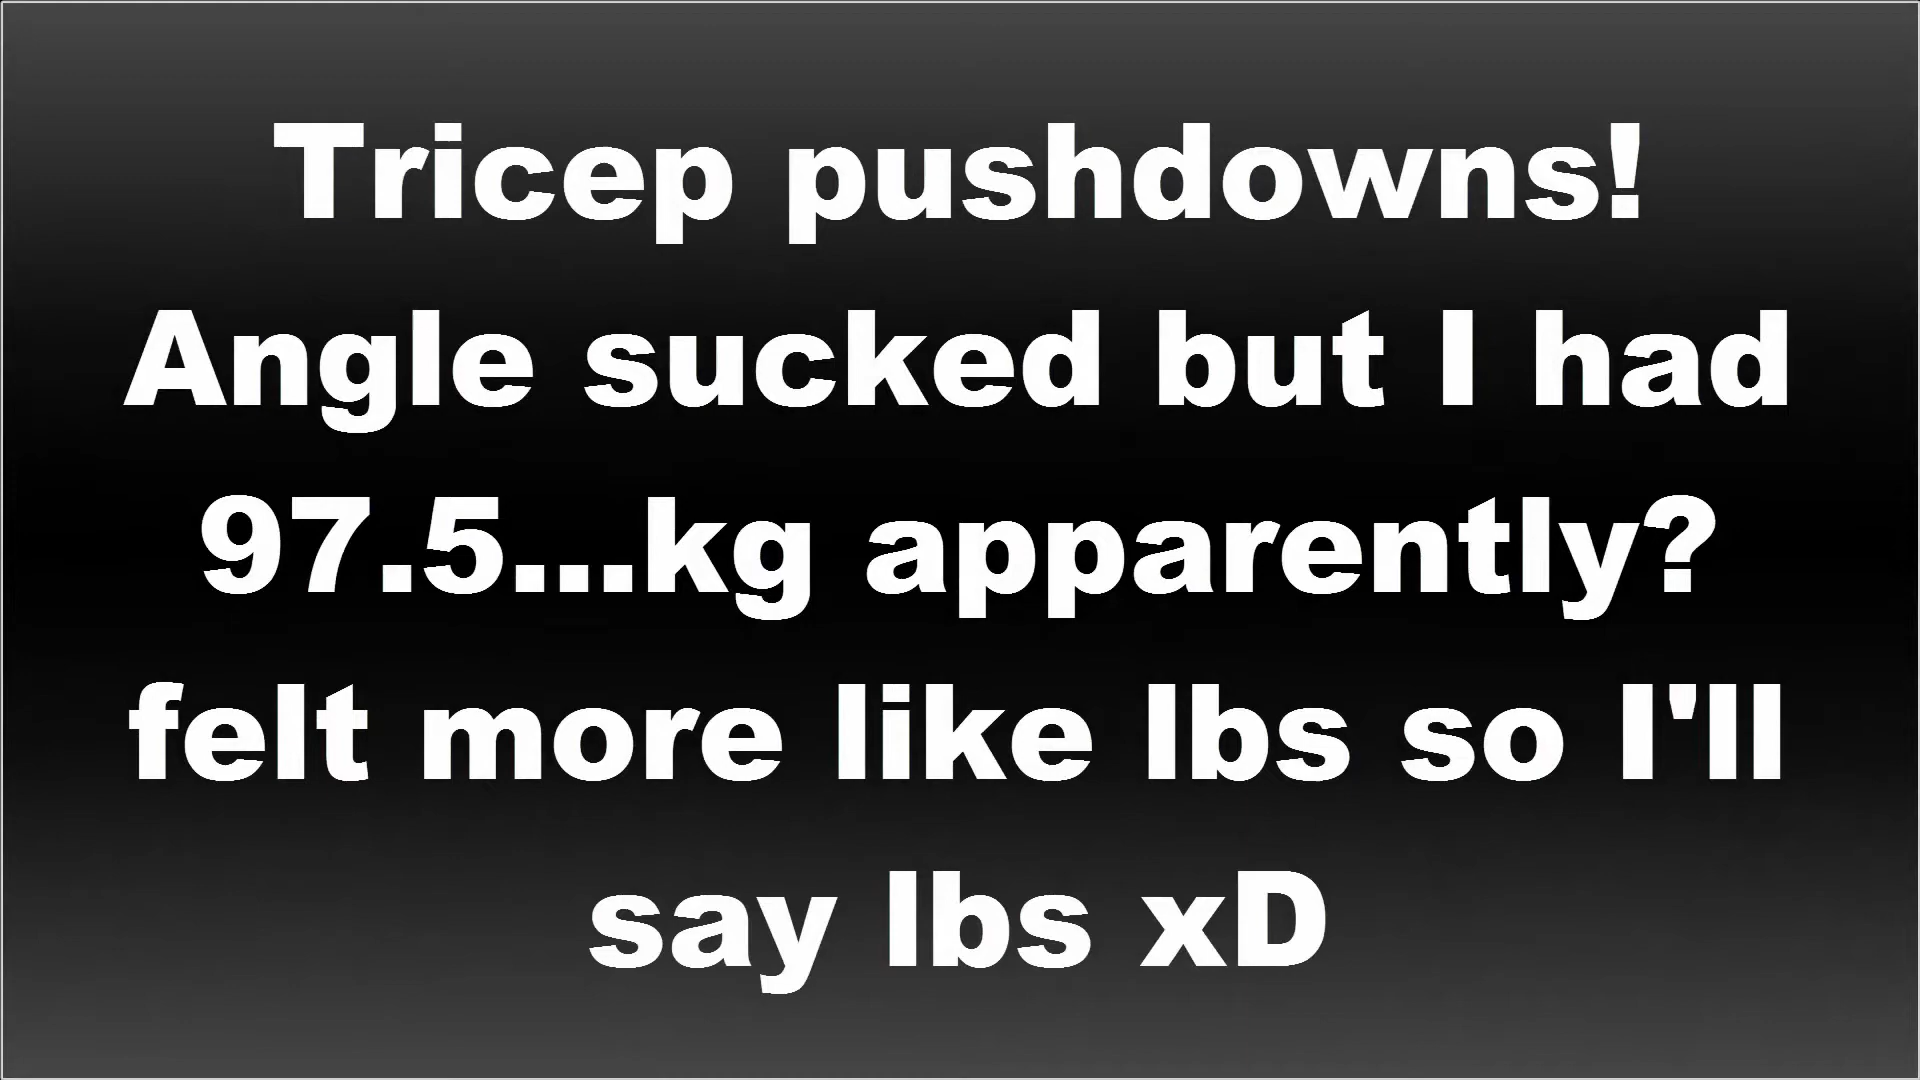 Tricep pushdowns!
Angle sucked but I had
97.5...kg apparently?
felt more like lbs so I'll
say lbs xD